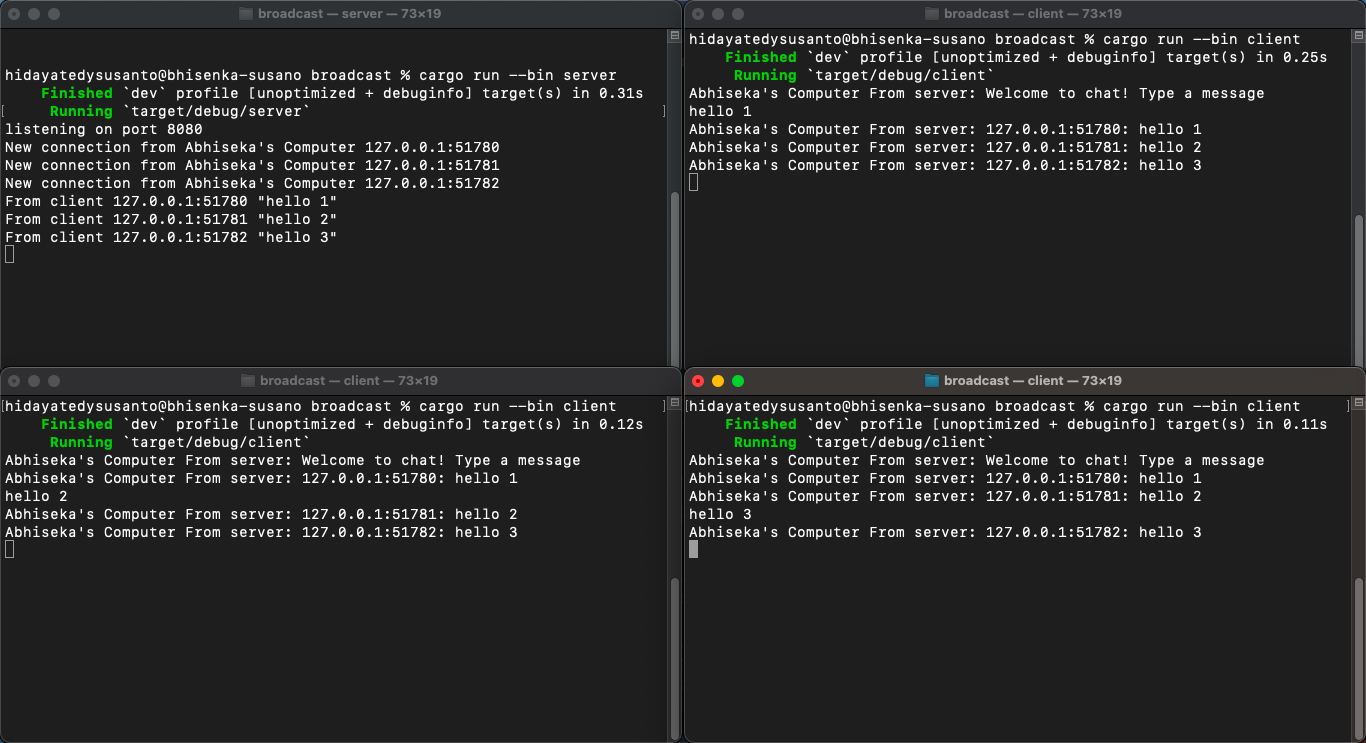 broadcast — server — 73×19
hidayatedysusanto@bhisenka-susano broadcast % cargo run --bin server
Finished `dev` profile [unoptimized + debuginfo] target(s) in 0.31s
[ Running `target/debug/server` ]
listening on port 8080
New connection from Abhiseka's Computer 127.0.0.1:51780
New connection from Abhiseka's Computer 127.0.0.1:51781
New connection from Abhiseka's Computer 127.0.0.1:51782
From client 127.0.0.1:51780 "hello 1"
From client 127.0.0.1:51781 "hello 2"
From client 127.0.0.1:51782 "hello 3"
broadcast — client — 73×19
hidayatedysusanto@bhisenka-susano broadcast % cargo run --bin client
Finished `dev` profile [unoptimized + debuginfo] target(s) in 0.25s
Running `target/debug/client`
Abhiseka's Computer From server: Welcome to chat! Type a message
hello 1
Abhiseka's Computer From server: 127.0.0.1:51780: hello 1
Abhiseka's Computer From server: 127.0.0.1:51781: hello 2
Abhiseka's Computer From server: 127.0.0.1:51782: hello 3
broadcast — client — 73×19
[hidayatedysusanto@bhisenka-susano broadcast % cargo run --bin client ]
Finished `dev` profile [unoptimized + debuginfo] target(s) in 0.12s
Running `target/debug/client`
Abhiseka's Computer From server: Welcome to chat! Type a message
Abhiseka's Computer From server: 127.0.0.1:51780: hello 1
hello 2
Abhiseka's Computer From server: 127.0.0.1:51781: hello 2
Abhiseka's Computer From server: 127.0.0.1:51782: hello 3
broadcast — client — 73×19
[hidayatedysusanto@bhisenka-susano broadcast % cargo run --bin client ]
Finished `dev` profile [unoptimized + debuginfo] target(s) in 0.11s
Running `target/debug/client`
Abhiseka's Computer From server: Welcome to chat! Type a message
Abhiseka's Computer From server: 127.0.0.1:51780: hello 1
Abhiseka's Computer From server: 127.0.0.1:51781: hello 2
hello 3
Abhiseka's Computer From server: 127.0.0.1:51782: hello 3